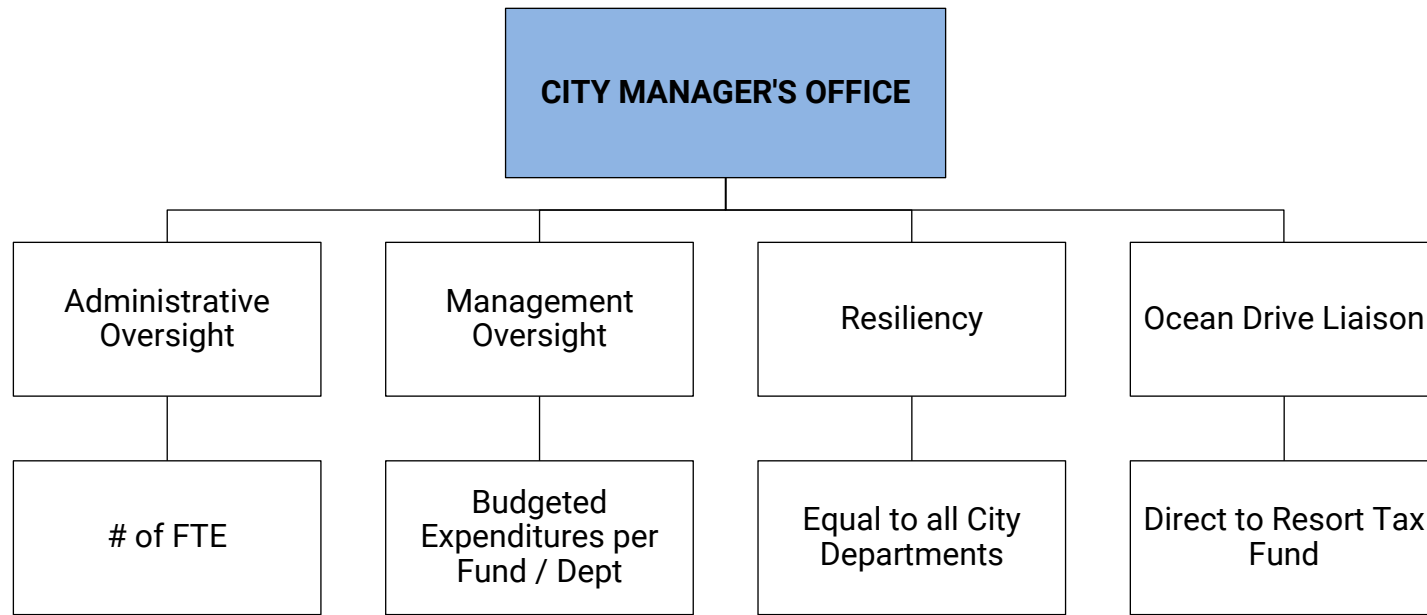 CITY MANAGER'S OFFICE
Administrative
Oversight
Management
Oversight
Resiliency
Ocean Drive Liaison
# of FTE
Budgeted
Expenditures per
Fund / Dept
Equal to all City
Departments
Direct to Resort Tax
Fund